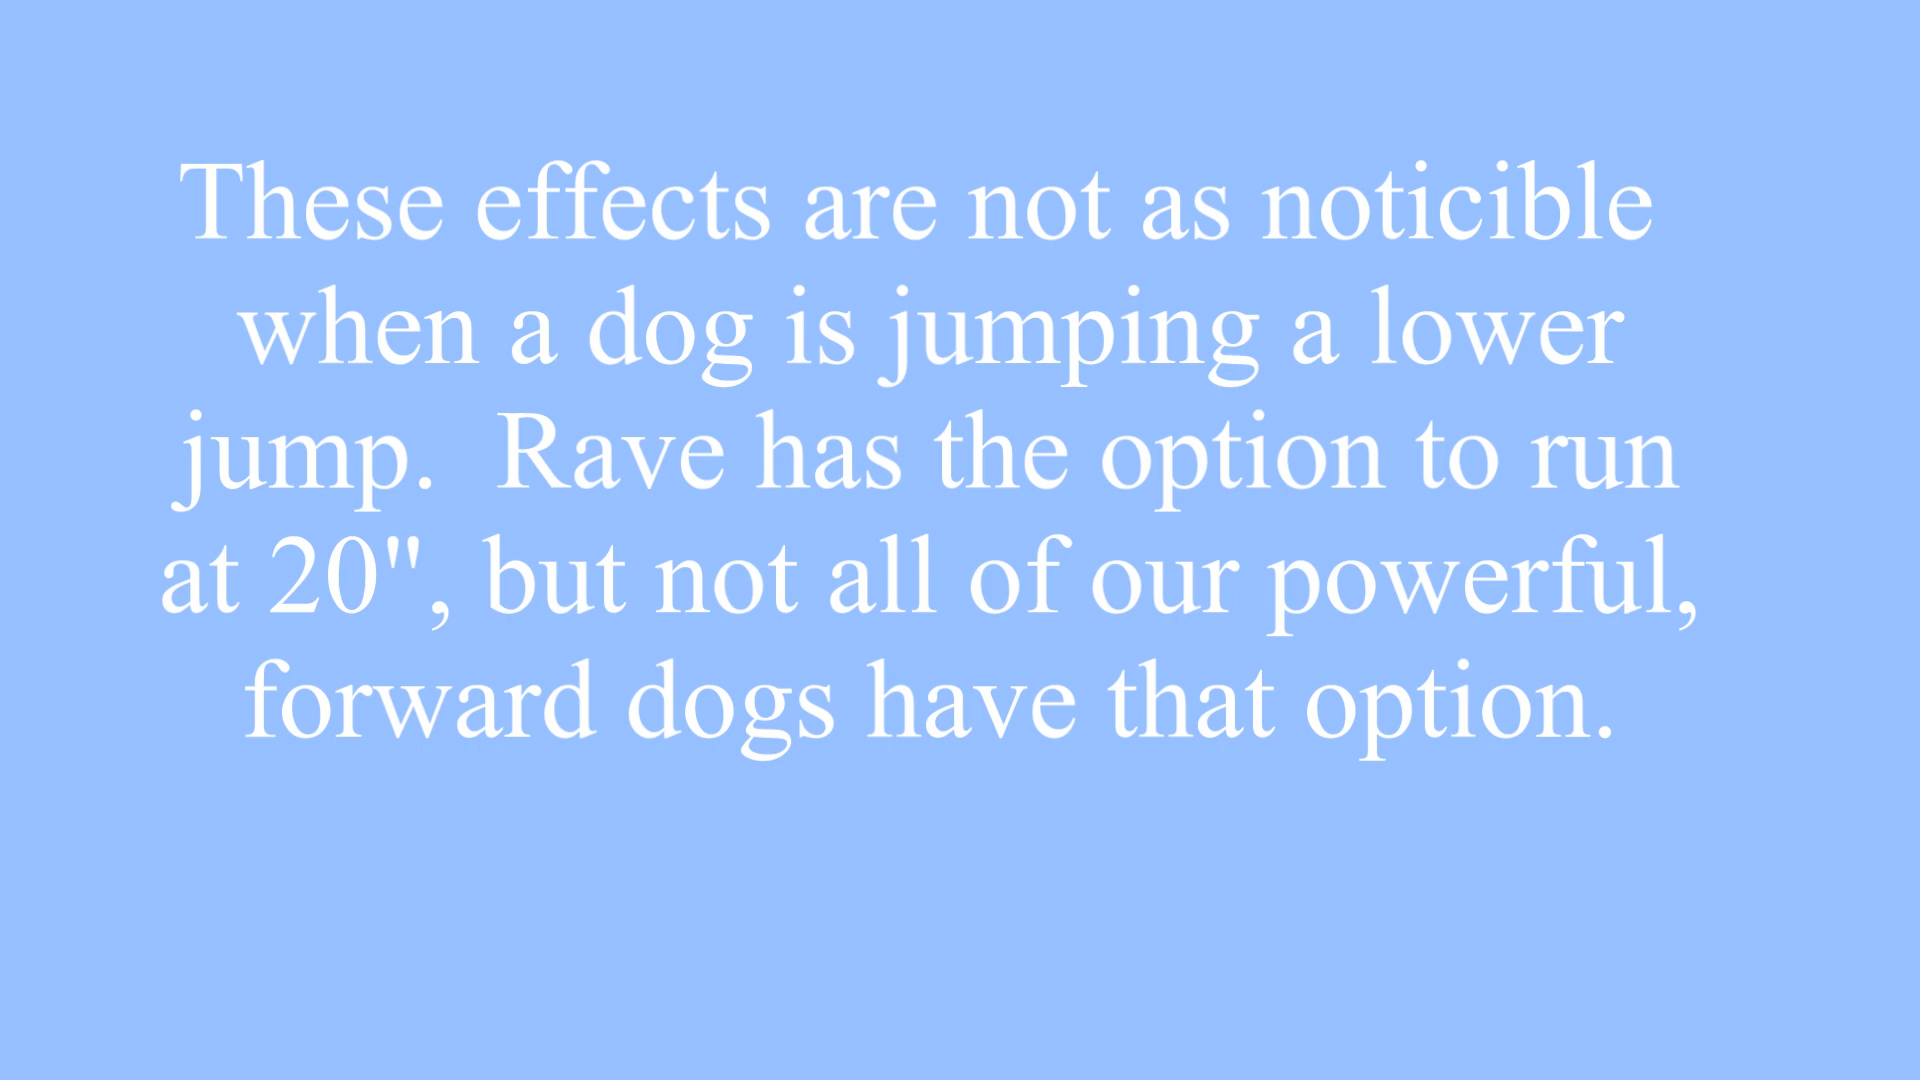 These effects are not as noticible
when a dog is jumping a lower
jump.  Rave has the option to run
at 20", but not all of our powerful,
forward dogs have that option.